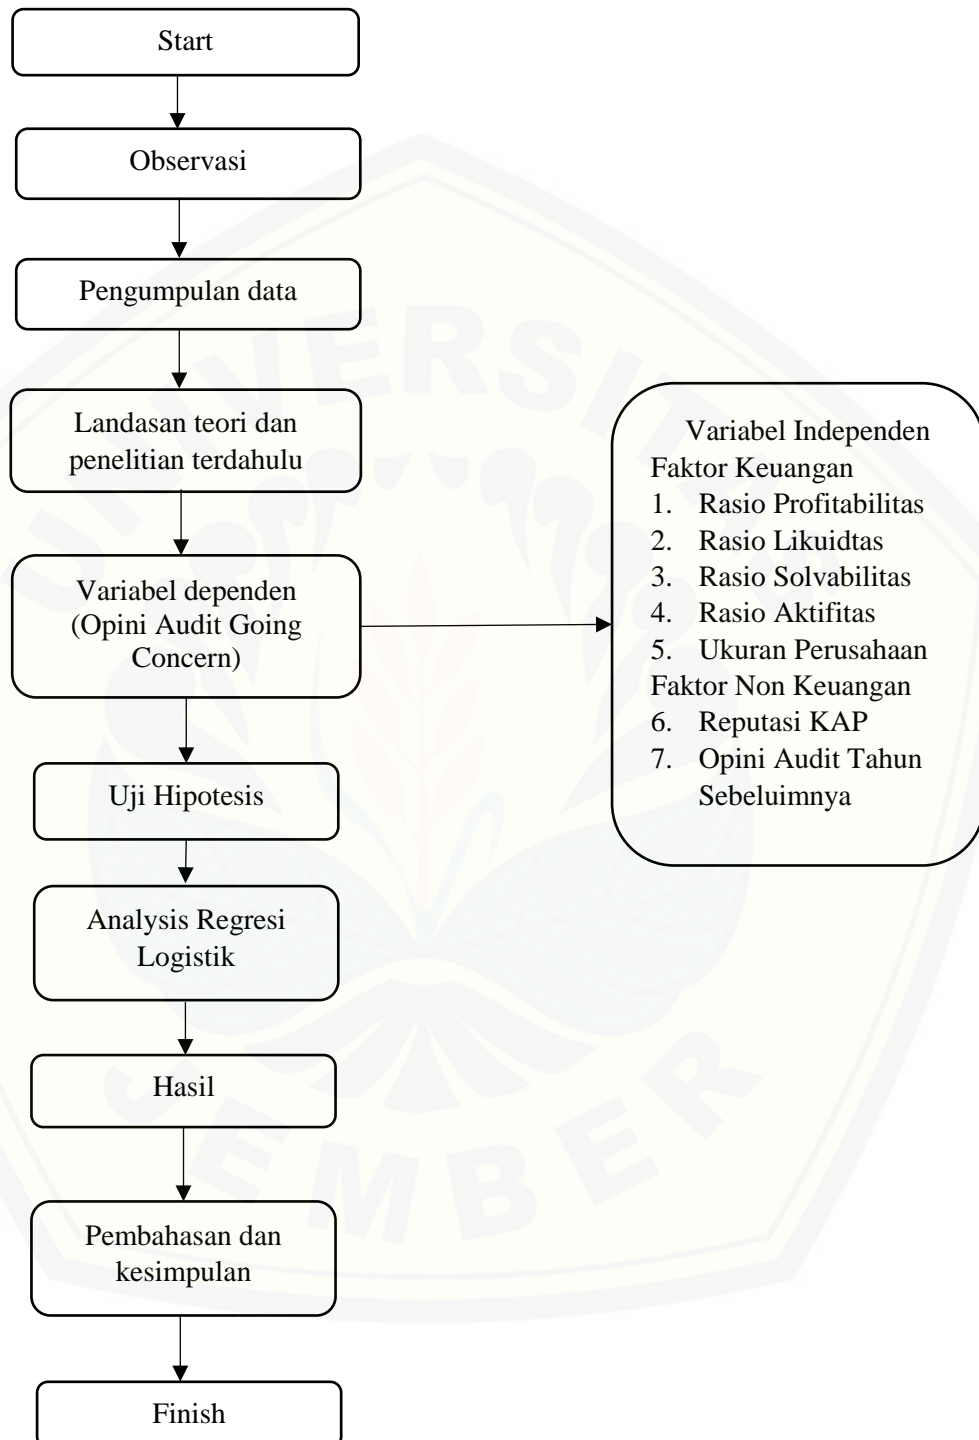 Start
Observasi
Pengumpulan data
Landasan teori dan
penelitian terdahulu
Variabel dependen
(Opini Audit Going
Concern)
Variabel Independen
Faktor Keuangan
1. Rasio Profitabilitas
2. Rasio Likuidtas
3. Rasio Solvabilitas
4. Rasio Aktifitas
5. Ukuran Perusahaan
Faktor Non Keuangan
6. Reputasi KAP
7. Opini Audit Tahun
Sebeluimnya
Uji Hipotesis
Analysis Regresi
Logistik
Hasil
Pembahasan dan
kesimpulan
Finish
UNIVERSITAS
JEMBER